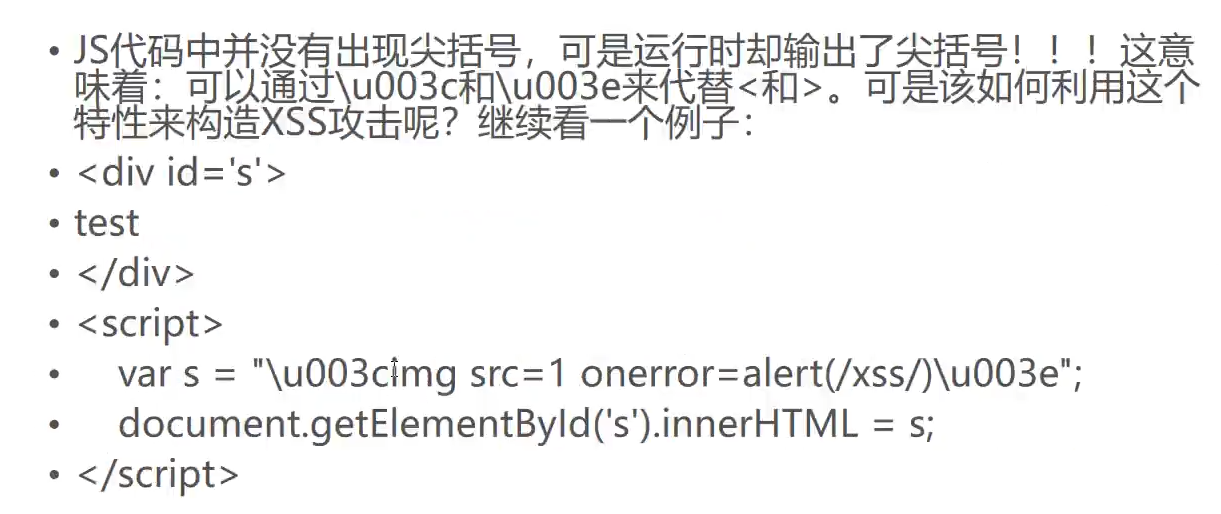 • JS代码中并没有出现尖括号，可是运行时却输出了尖括号！！！这意
味着：可以通过\u003c和\u003e来代替<和>。可是该如何利用这个
特性来构造XSS攻击呢？继续看一个例子：
• <div id='s'>
• test
• </div>
• <script>
• var s = "\u003cimg src=1 onerror=alert(/xss/)\u003e";
• document.getElementById('s').innerHTML = s;
• </script>